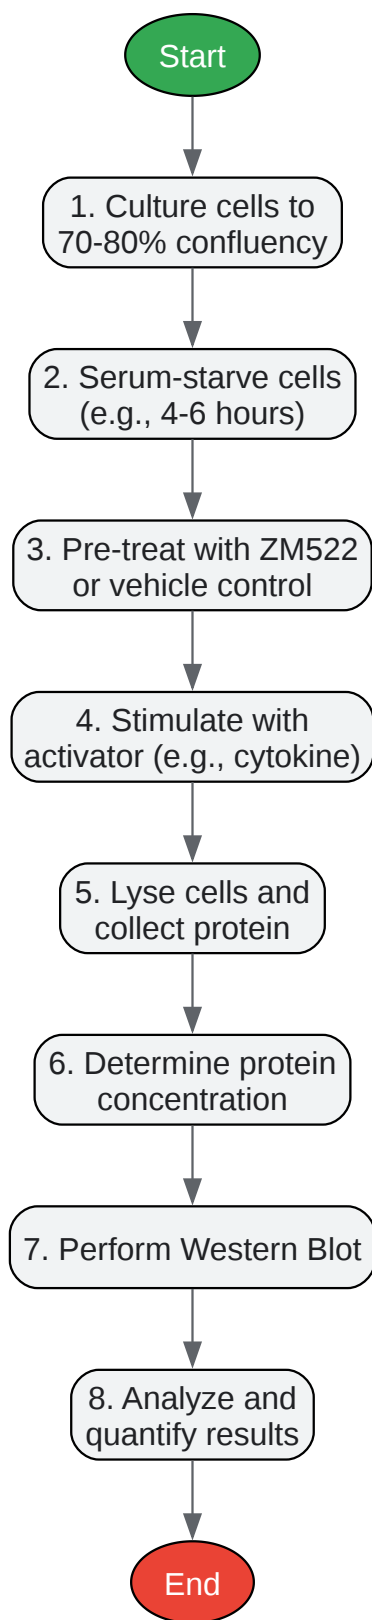 Start
1. Culture cells to
70-80% confluency
2. Serum-starve cells
(e.g., 4-6 hours)
3. Pre-treat with ZM522
or vehicle control
4. Stimulate with
activator (e.g., cytokine)
5. Lyse cells and
collect protein
6. Determine protein
concentration
7. Perform Western Blot
8. Analyze and
quantify results
End